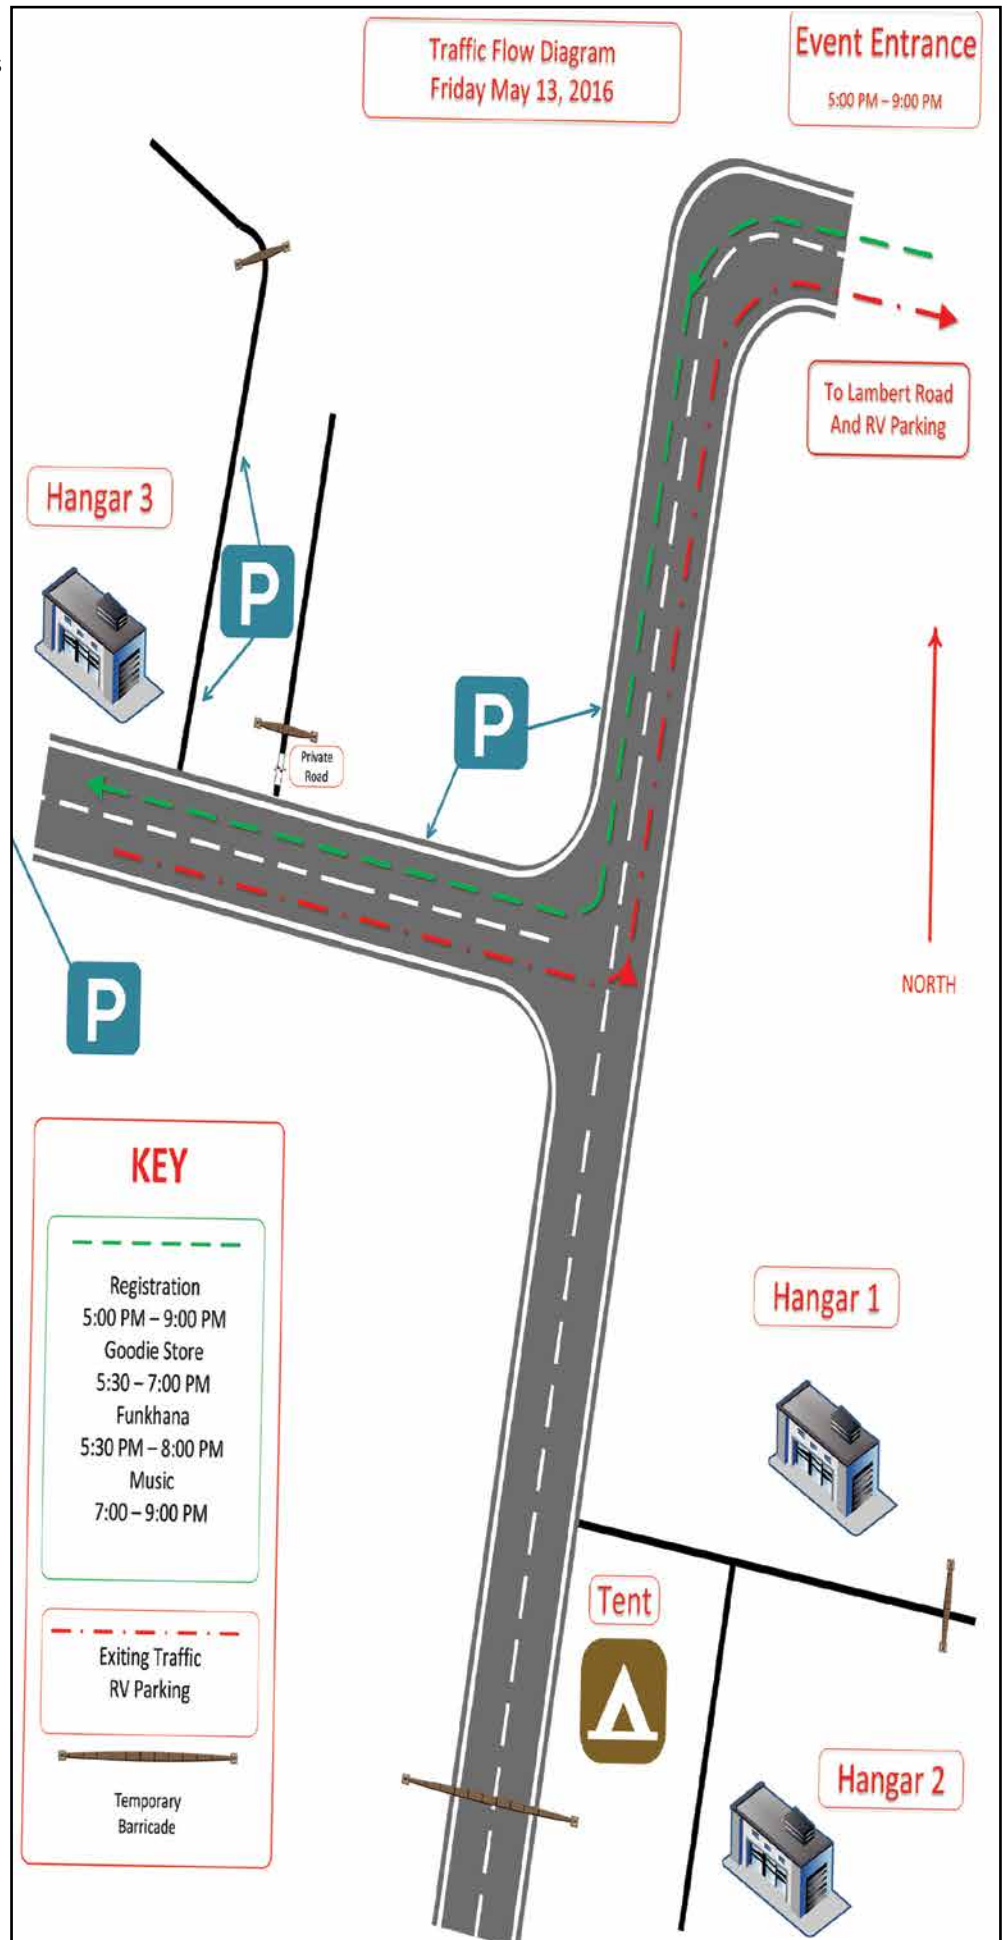 Traffic Flow Diagram
Friday May 13, 2016
Event Entrance
5:00 PM – 9:00 PM
To Lambert Road
And RV Parking
Hangar 3
P
P
Private
Road
P
NORTH
KEY
Registration
5:00 PM – 9:00 PM
Goodie Store
5:30 – 7:00 PM
Funkhana
5:30 PM – 8:00 PM
Music
7:00 – 9:00 PM
Exiting Traffic
RV Parking
Temporary
Barricade
Hangar 1
Tent
Hangar 2